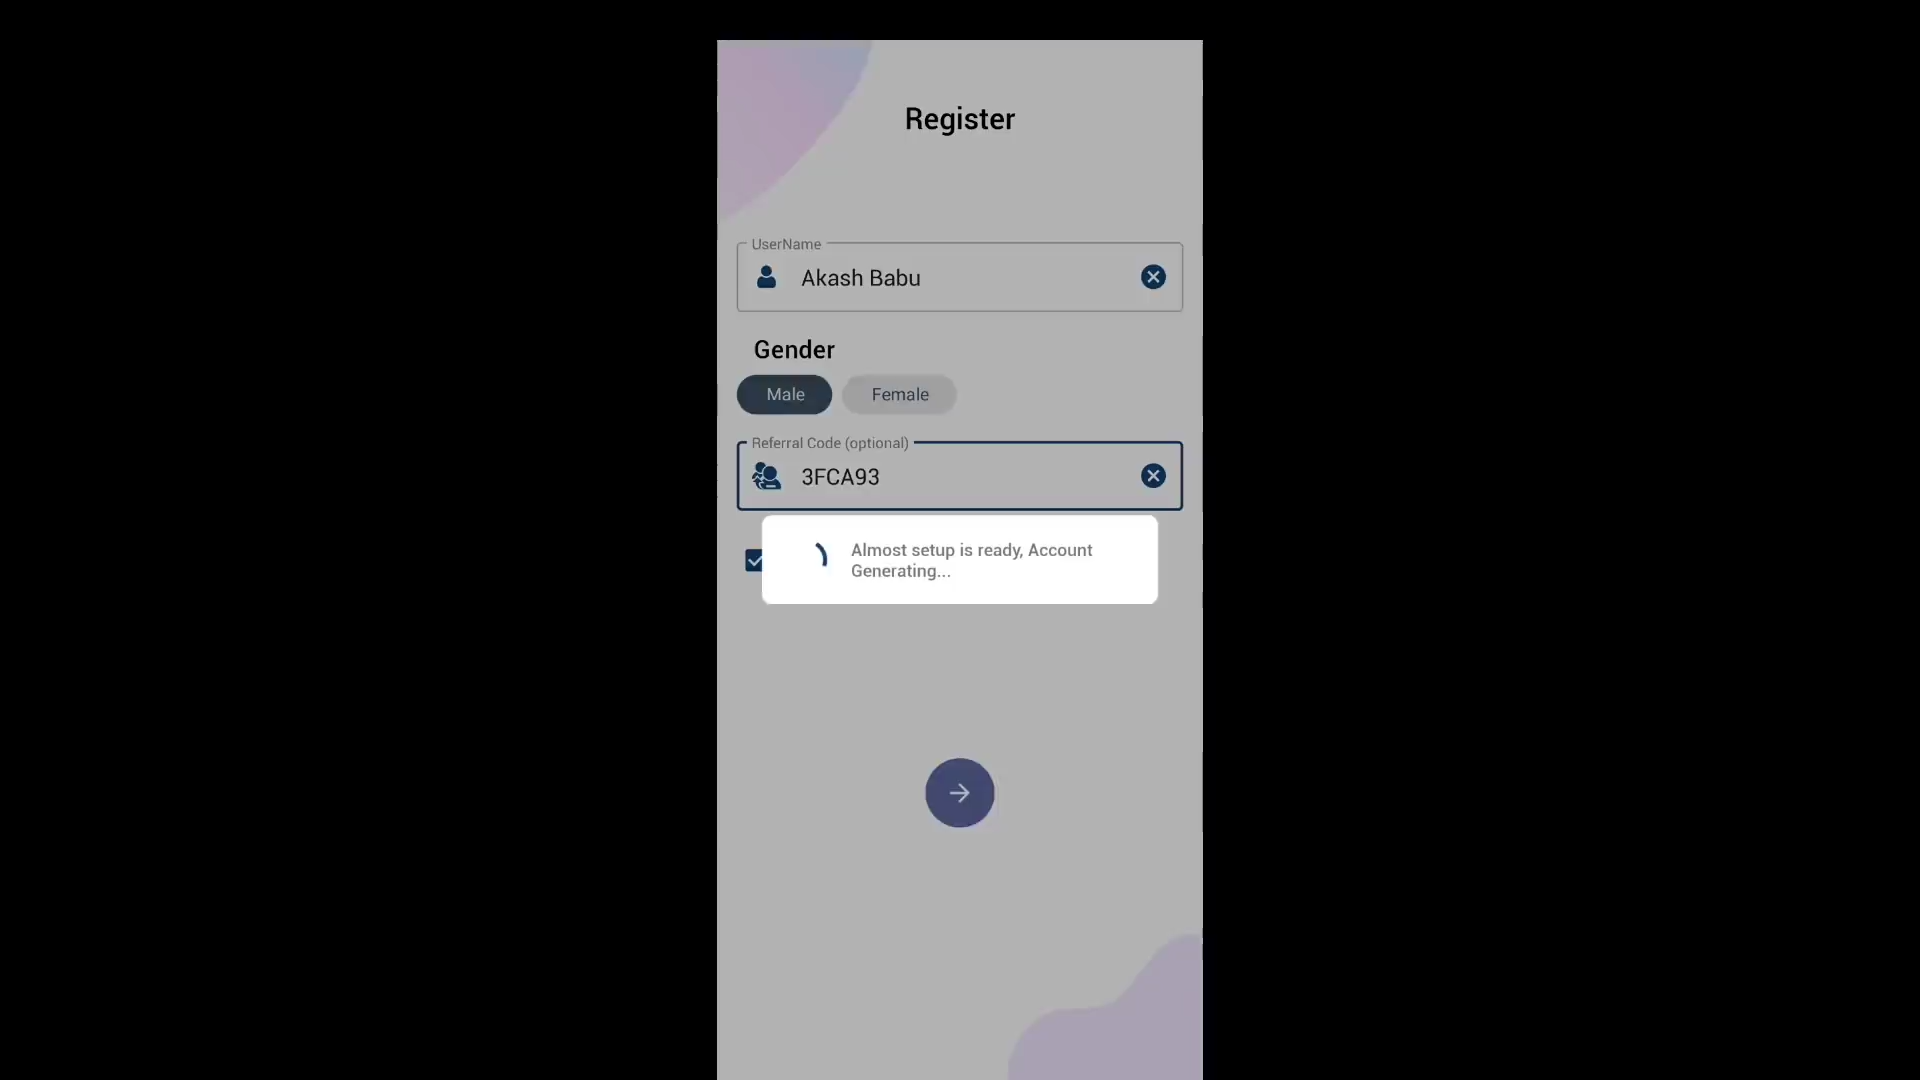 Register
UserName
Akash Babu
Gender
Male
Female
Referral Code (optional)
3FCA93
Almost setup is ready, Account
Generating...